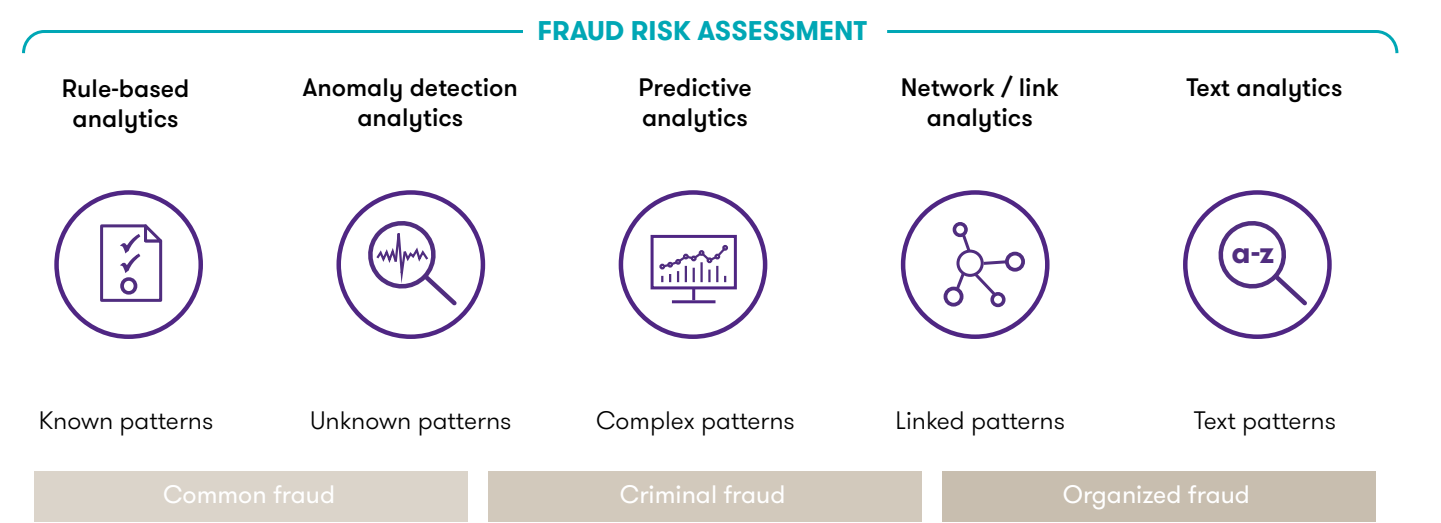 FRAUD RISK ASSESSMENT
Rule-based
analytics
Anomaly detection
analytics
Predictive
analytics
Network / link
analytics
Text analytics
a-z
Known patterns
Unknown patterns
Complex patterns
Linked patterns
Text patterns
Common fraud
Criminal fraud
Organized fraud